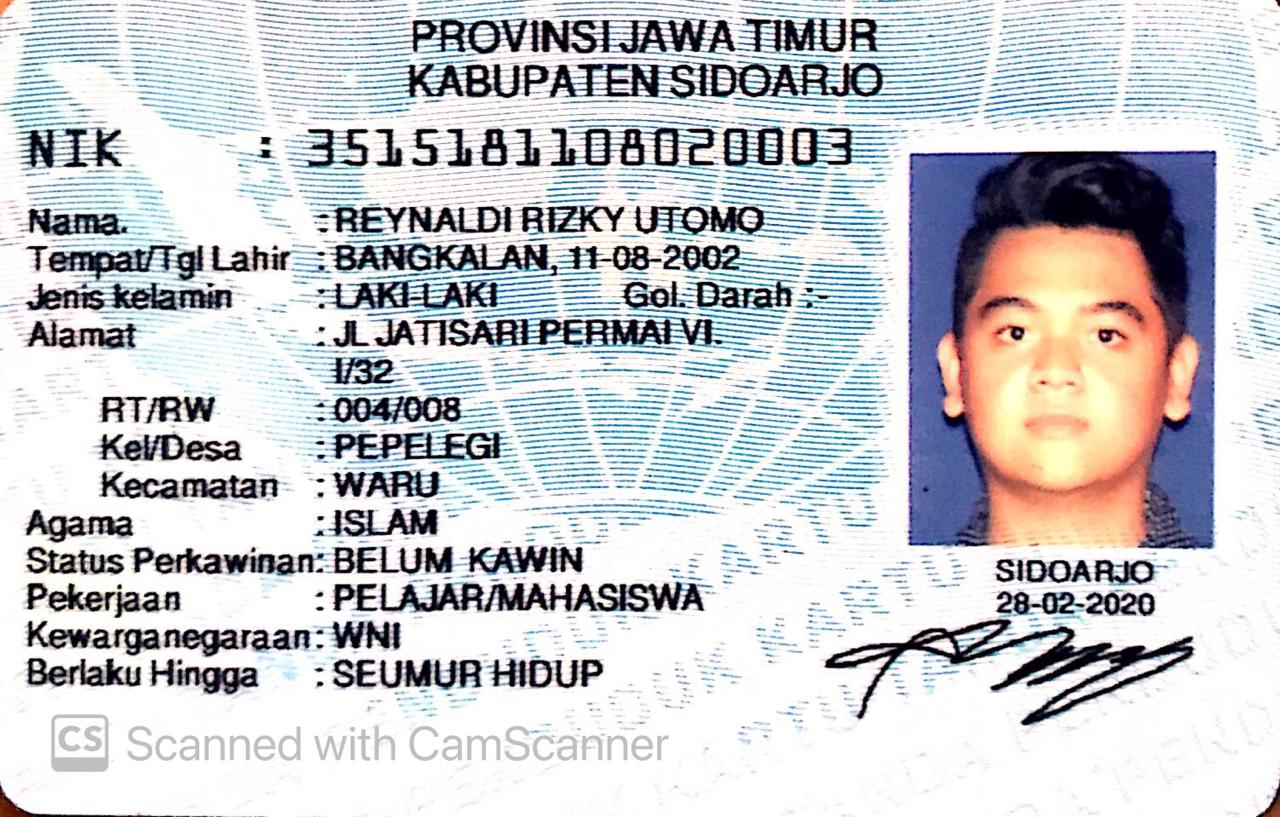 PROVINSI JAWA TIMUR
KABUPATEN SIDOARJO
NIK : 3515181108020003
Nama. : REYNALDI RIZKY UTOMO
Tempat/Tgl Lahir : BANGKALAN, 11-08-2002
Jenis kelamin : LAKI-LAKI Gol. Darah :-
Alamat : JL JATISARI PERMAI VI.
I/32
RT/RW : 004/008
Kel/Desa : PEPELEGI
Kecamatan : WARU
Agama : ISLAM
Status Perkawinan: BELUM KAWIN
Pekerjaan : PELAJAR/MAHASISWA
Kewarganegaraan: WNI
Berlaku Hingga : SEUMUR HIDUP
SIDOARJO
28-02-2020
CS Scanned with CamScanner